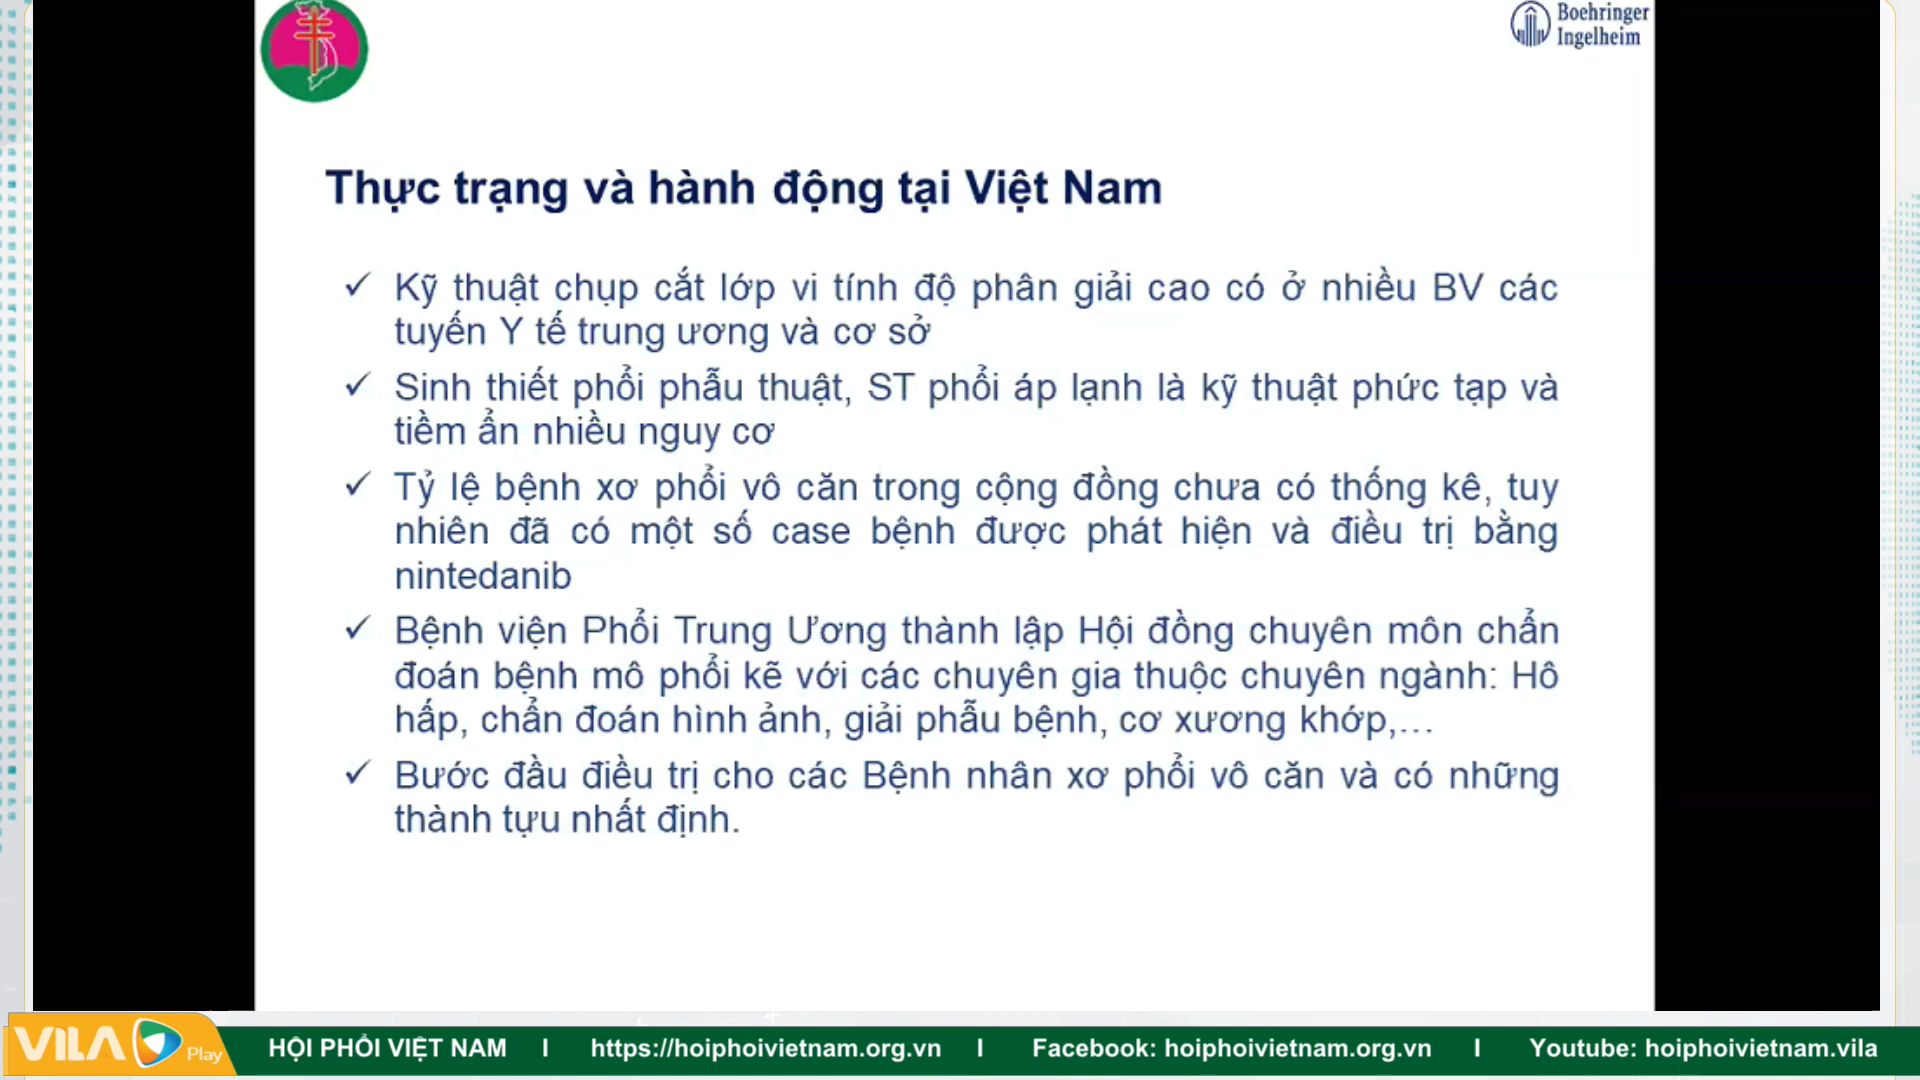 Boehringer
Ingelheim
Thực trạng và hành động tại Việt Nam
✓ Kỹ thuật chụp cắt lớp vi tính độ phân giải cao có ở nhiều BV các
tuyến Y tế trung ương và cơ sở
✓ Sinh thiết phổi phẫu thuật, ST phổi áp lạnh là kỹ thuật phức tạp và
tiềm ẩn nhiều nguy cơ
✓ Tỷ lệ bệnh xơ phổi vô căn trong cộng đồng chưa có thống kê, tuy
nhiên đã có một số case bệnh được phát hiện và điều trị bằng
nintedanib
✓ Bệnh viện Phổi Trung Ương thành lập Hội đồng chuyên môn chẩn
đoán bệnh mô phổi kẽ với các chuyên gia thuộc chuyên ngành: Hô
hấp, chẩn đoán hình ảnh, giải phẫu bệnh, cơ xương khớp,...
✓ Bước đầu điều trị cho các Bệnh nhân xơ phổi vô căn và có những
thành tựu nhất định.
VILA Play HỘI PHỔI VIỆT NAM I https://hoiphoivietnam.org.vn I Facebook: hoiphoivietnam.org.vn I Youtube: hoiphoivietnam.vila